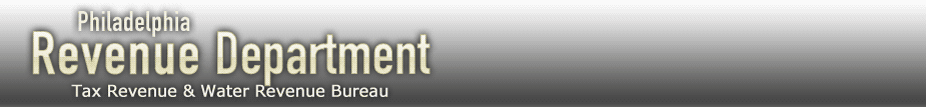 Philadelphia
Revenue Department
Tax Revenue & Water Revenue Bureau